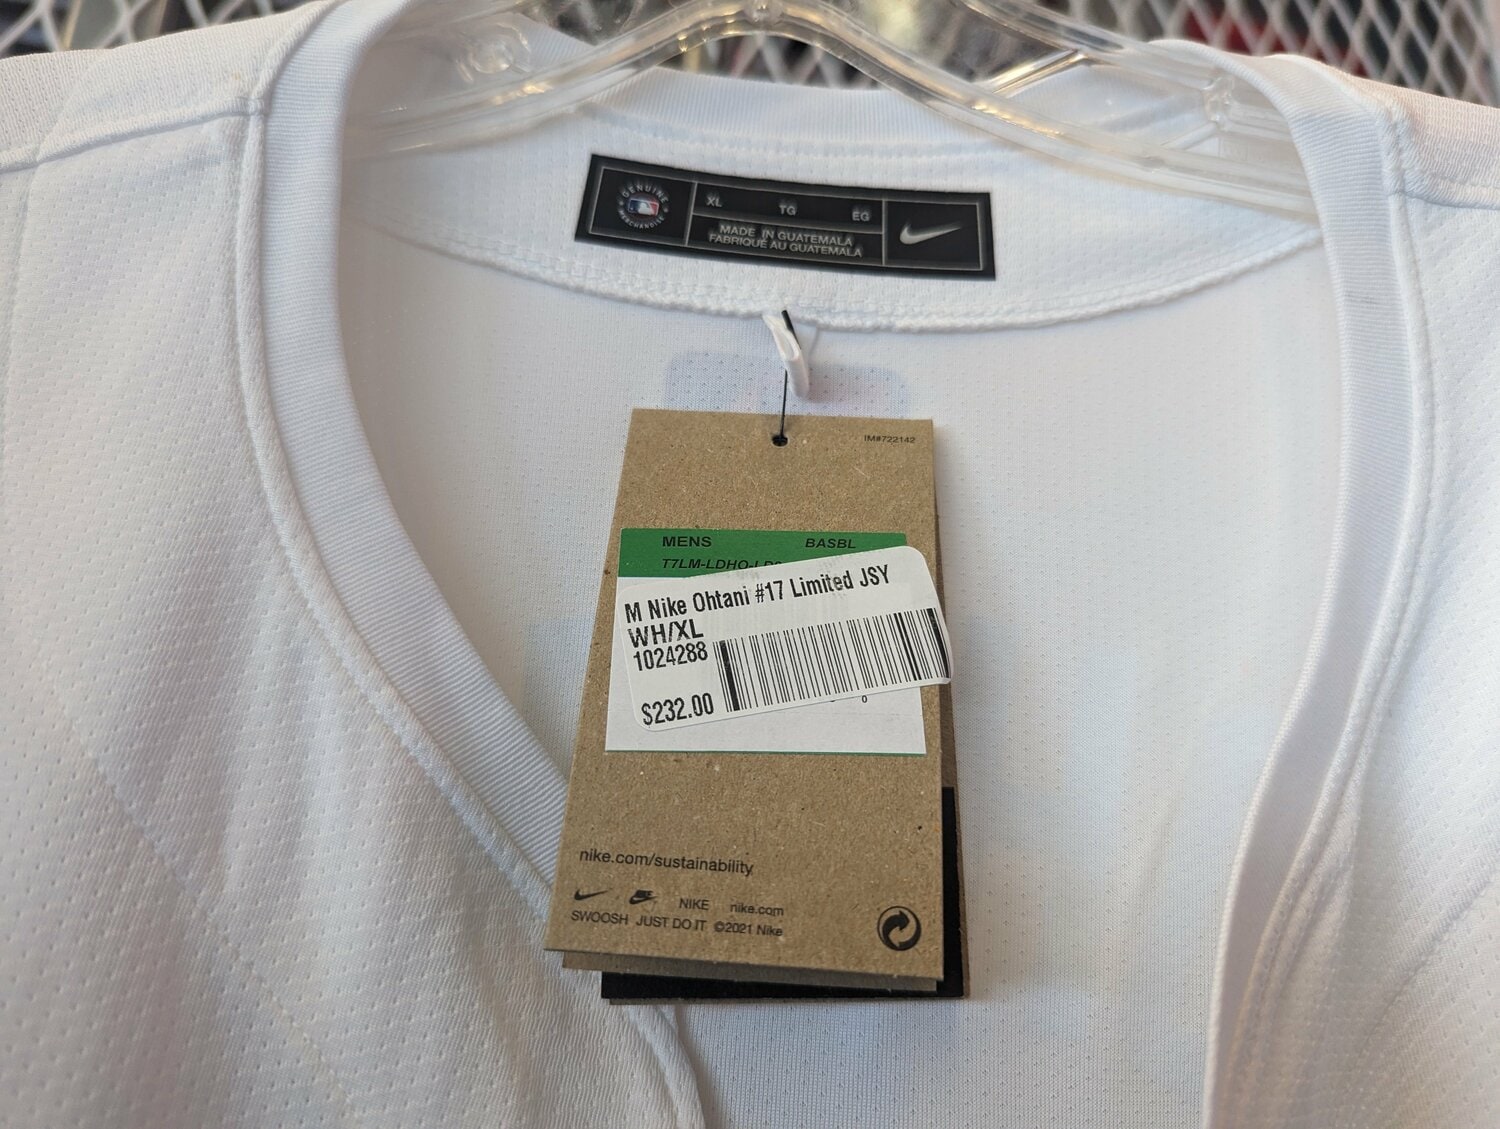 GENUINE
MERCHANDISE
XL TG EG
MADE IN GUATEMALA
FABRIQUÉ AU GUATEMALA
IM#722142
MENS BASBL
M Nike Ohtani #17 Limited JSY
WH/XL
1024288
$232.00
nike.com/sustainability
NIKE nike.com
SWOOSH JUST DO IT ©2021 Nike